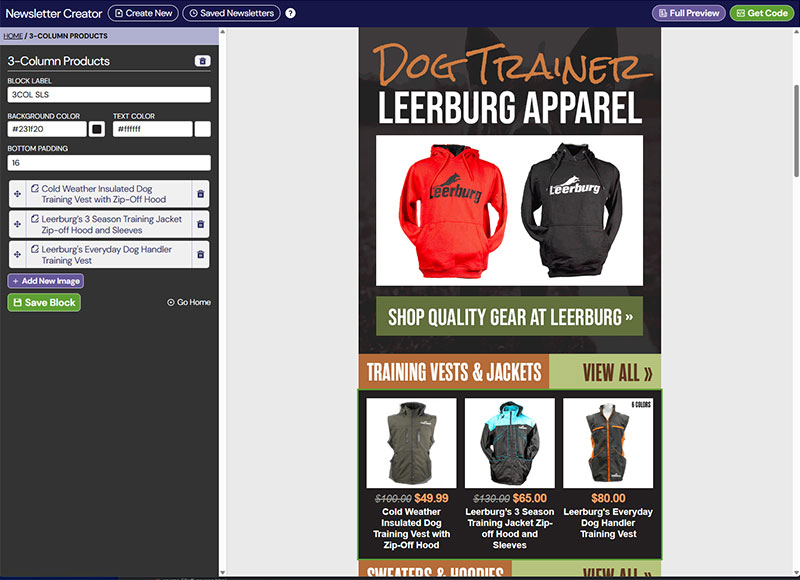 Newsletter Creator
Create New
Saved Newsletters
?
Full Preview
Get Code
HOME / 3-COLUMN PRODUCTS
3-Column Products
BLOCK LABEL
3COL SLS
BACKGROUND COLOR
TEXT COLOR
#231f20
#ffffff
BOTTOM PADDING
16
Cold Weather Insulated Dog
Training Vest with Zip-Off Hood
Leerburg's 3 Season Training Jacket
Zip-off Hood and Sleeves
Leerburg's Everyday Dog Handler
Training Vest
+ Add New Image
Save Block
Go Home
DOG TRAINER
LEERBURG APPAREL
Leerburg
Leerburg
SHOP QUALITY GEAR AT LEERBURG »
TRAINING VESTS & JACKETS
VIEW ALL »
6 COLORS
$100.00 $49.99
Cold Weather
Insulated Dog
Training Vest with
Zip-Off Hood
$130.00 $65.00
Leerburg's 3 Season
Training Jacket Zip-
off Hood and
Sleeves
$80.00
Leerburg's Everyday
Dog Handler
Training Vest
SWEATERS & HOODIES
VIEW ALL »